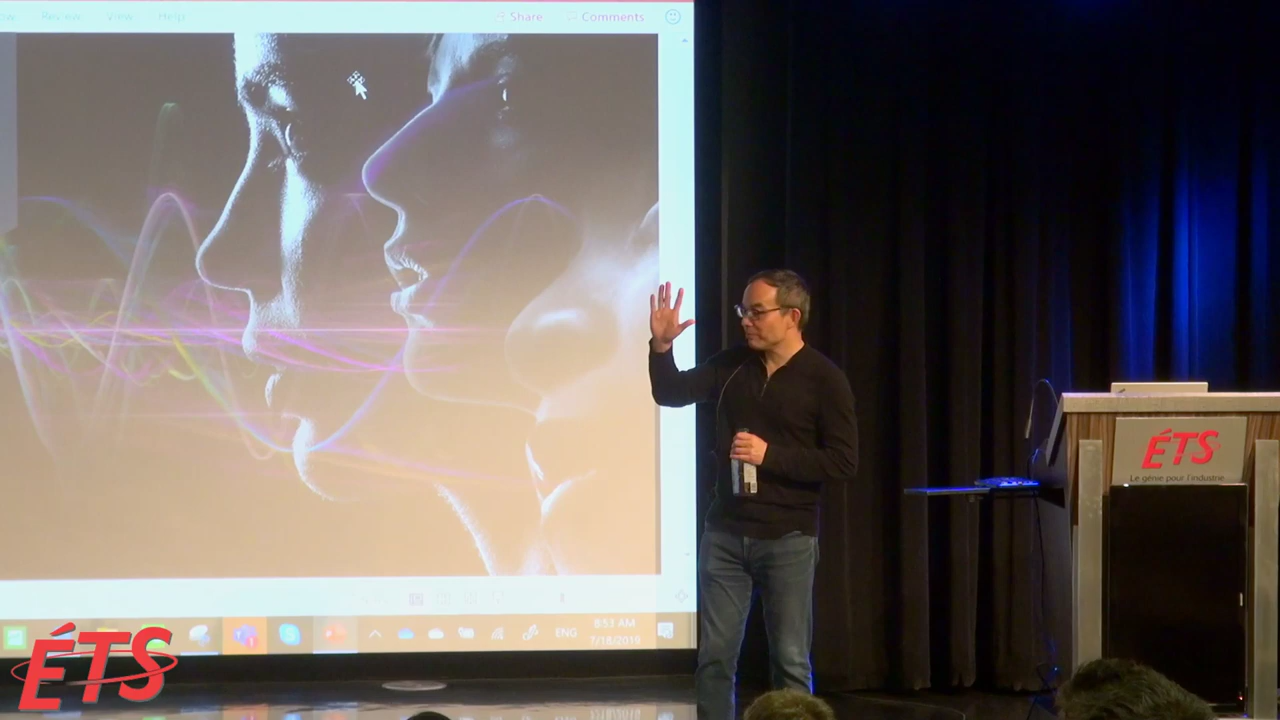 Review View Help Share Comments
ÉTS
Le génie pour l'industrie
ENG
8:53 AM
7/18/2019
ÉTS